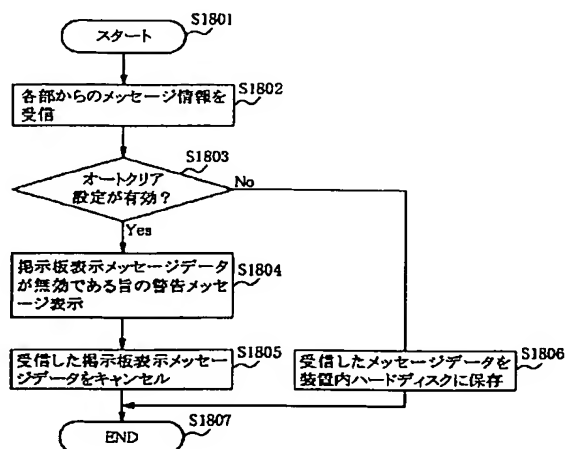 スタート
S1801
各部からのメッセージ情報を
受信
S1802
オートクリア
設定が有効？
S1803
No
Yes
掲示板表示メッセージデータ
が無効である旨の警告メッセ
ージ表示
S1804
受信した掲示板表示メッセー
ジデータをキャンセル
S1805
受信したメッセージデータを
装置内ハードディスクに保存
S1806
END
S1807